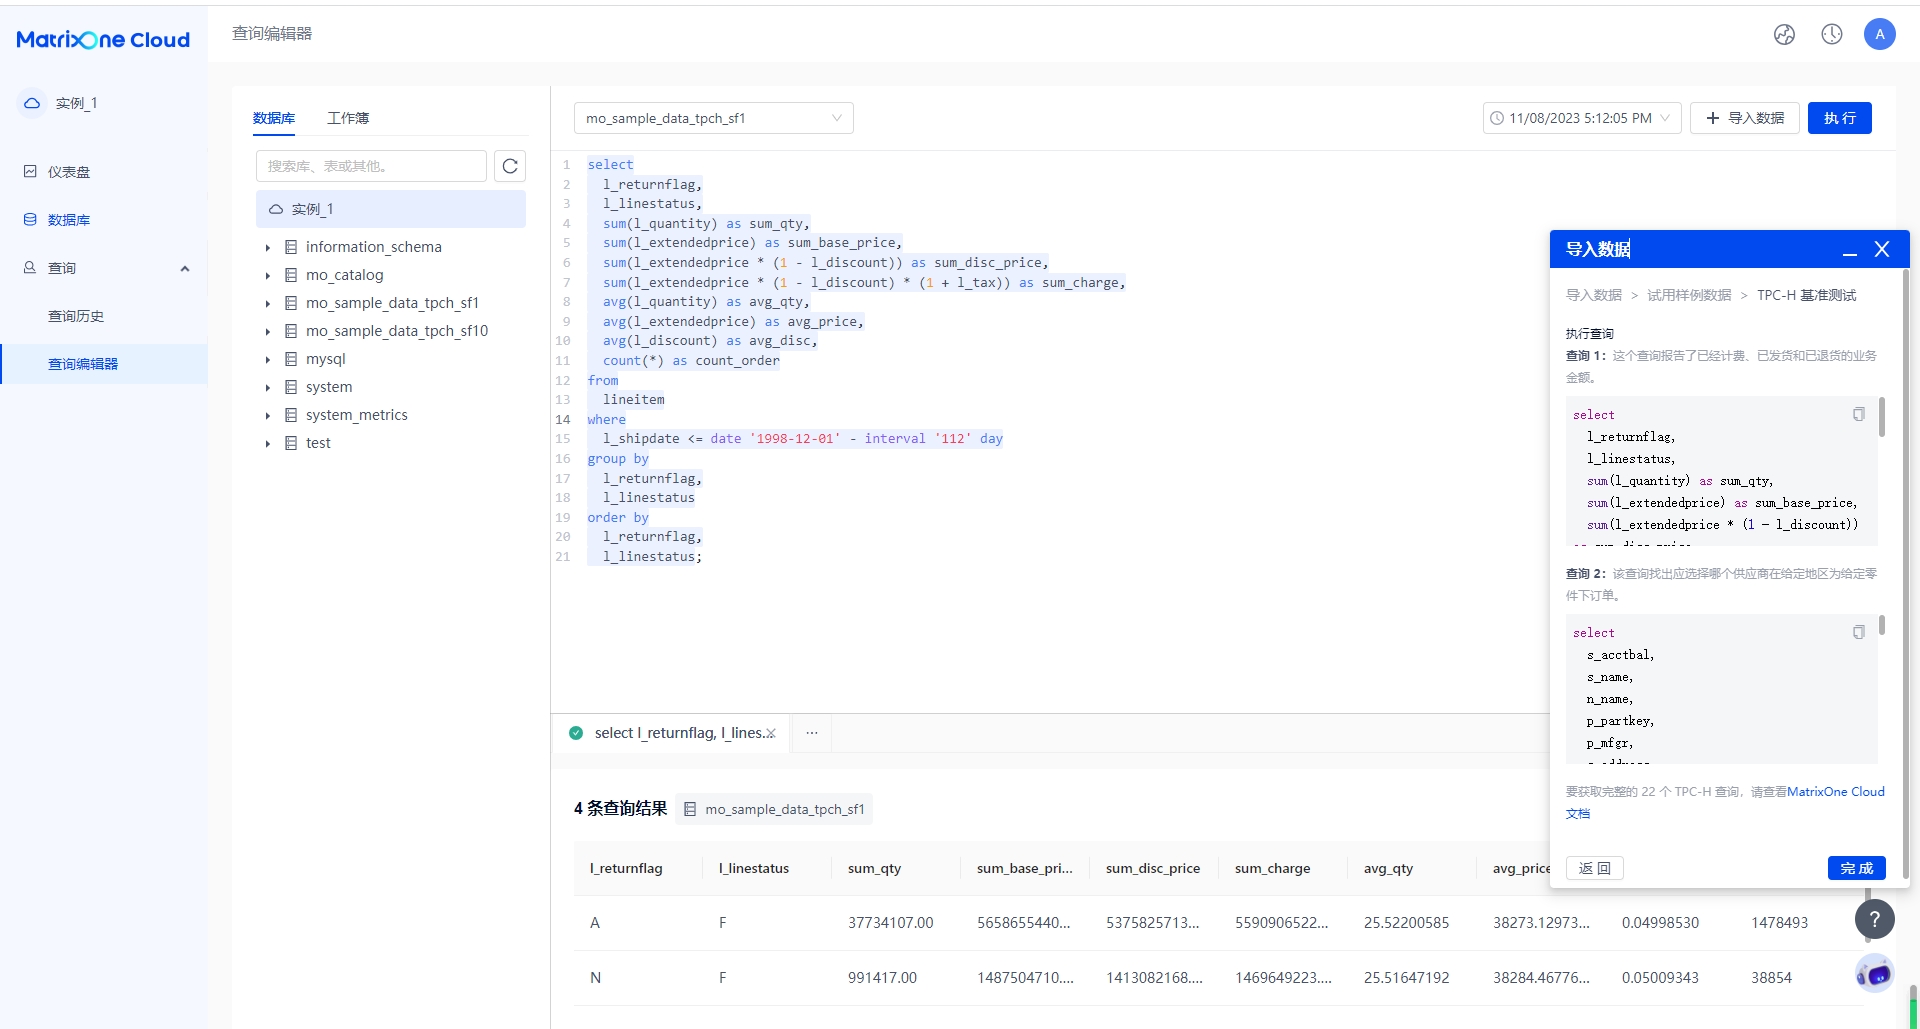 MatrixOne Cloud
查询编辑器
A
实例_1
仪表盘
数据库
查询
查询历史
查询编辑器
数据库
工作簿
搜索库、表或其他。
实例_1
information_schema
mo_catalog
mo_sample_data_tpch_sf1
mo_sample_data_tpch_sf10
mysql
system
system_metrics
test
mo_sample_data_tpch_sf1
11/08/2023 5:12:05 PM
导入数据
执 行
1 select
2 l_returnflag,
3 l_linestatus,
4 sum(l_quantity) as sum_qty,
5 sum(l_extendedprice) as sum_base_price,
6 sum(l_extendedprice * (1 - l_discount)) as sum_disc_price,
7 sum(l_extendedprice * (1 - l_discount) * (1 + l_tax)) as sum_charge,
8 avg(l_quantity) as avg_qty,
9 avg(l_extendedprice) as avg_price,
10 avg(l_discount) as avg_disc,
11 count(*) as count_order
12 from
13 lineitem
14 where
15 l_shipdate <= date '1998-12-01' - interval '112' day
16 group by
17 l_returnflag,
18 l_linestatus
19 order by
20 l_returnflag,
21 l_linestatus;
select l_returnflag, l_lines...
···
4 条查询结果
mo_sample_data_tpch_sf1
l_returnflag l_linestatus sum_qty sum_base_pri... sum_disc_price sum_charge avg_qty avg_price
A F 37734107.00 5658655440... 5375825713... 5590906522... 25.52200585 38273.12973... 0.04998530 1478493
N F 991417.00 1487504710.... 1413082168.... 1469649223.... 25.51647192 38284.46776... 0.05009343 38854
导入数据
导入数据 > 试用样例数据 > TPC-H 基准测试
执行查询
查询 1：这个查询报告了已经计费、已发货和已退货的业务
金额。
select
l_returnflag,
l_linestatus,
sum(l_quantity) as sum_qty,
sum(l_extendedprice) as sum_base_price,
sum(l_extendedprice * (1 - l_discount))
查询 2：该查询找出应选择哪个供应商在给定地区为给定零
件下订单。
select
s_acctbal,
s_name,
n_name,
p_partkey,
p_mfgr,
要获取完整的 22 个 TPC-H 查询，请查看MatrixOne Cloud
文档
返 回
完 成
?